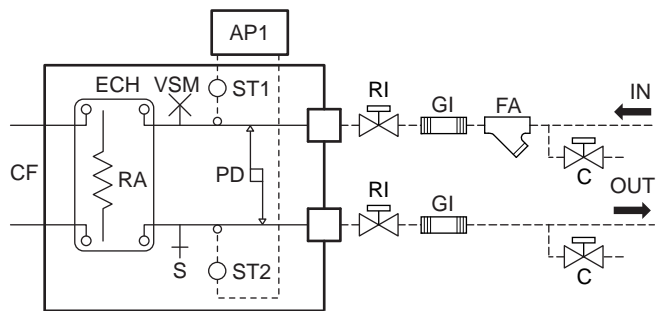 AP1
ECH VSM ST1
RI GI FA IN
CF RA PD
C
RI GI OUT
S ST2
C